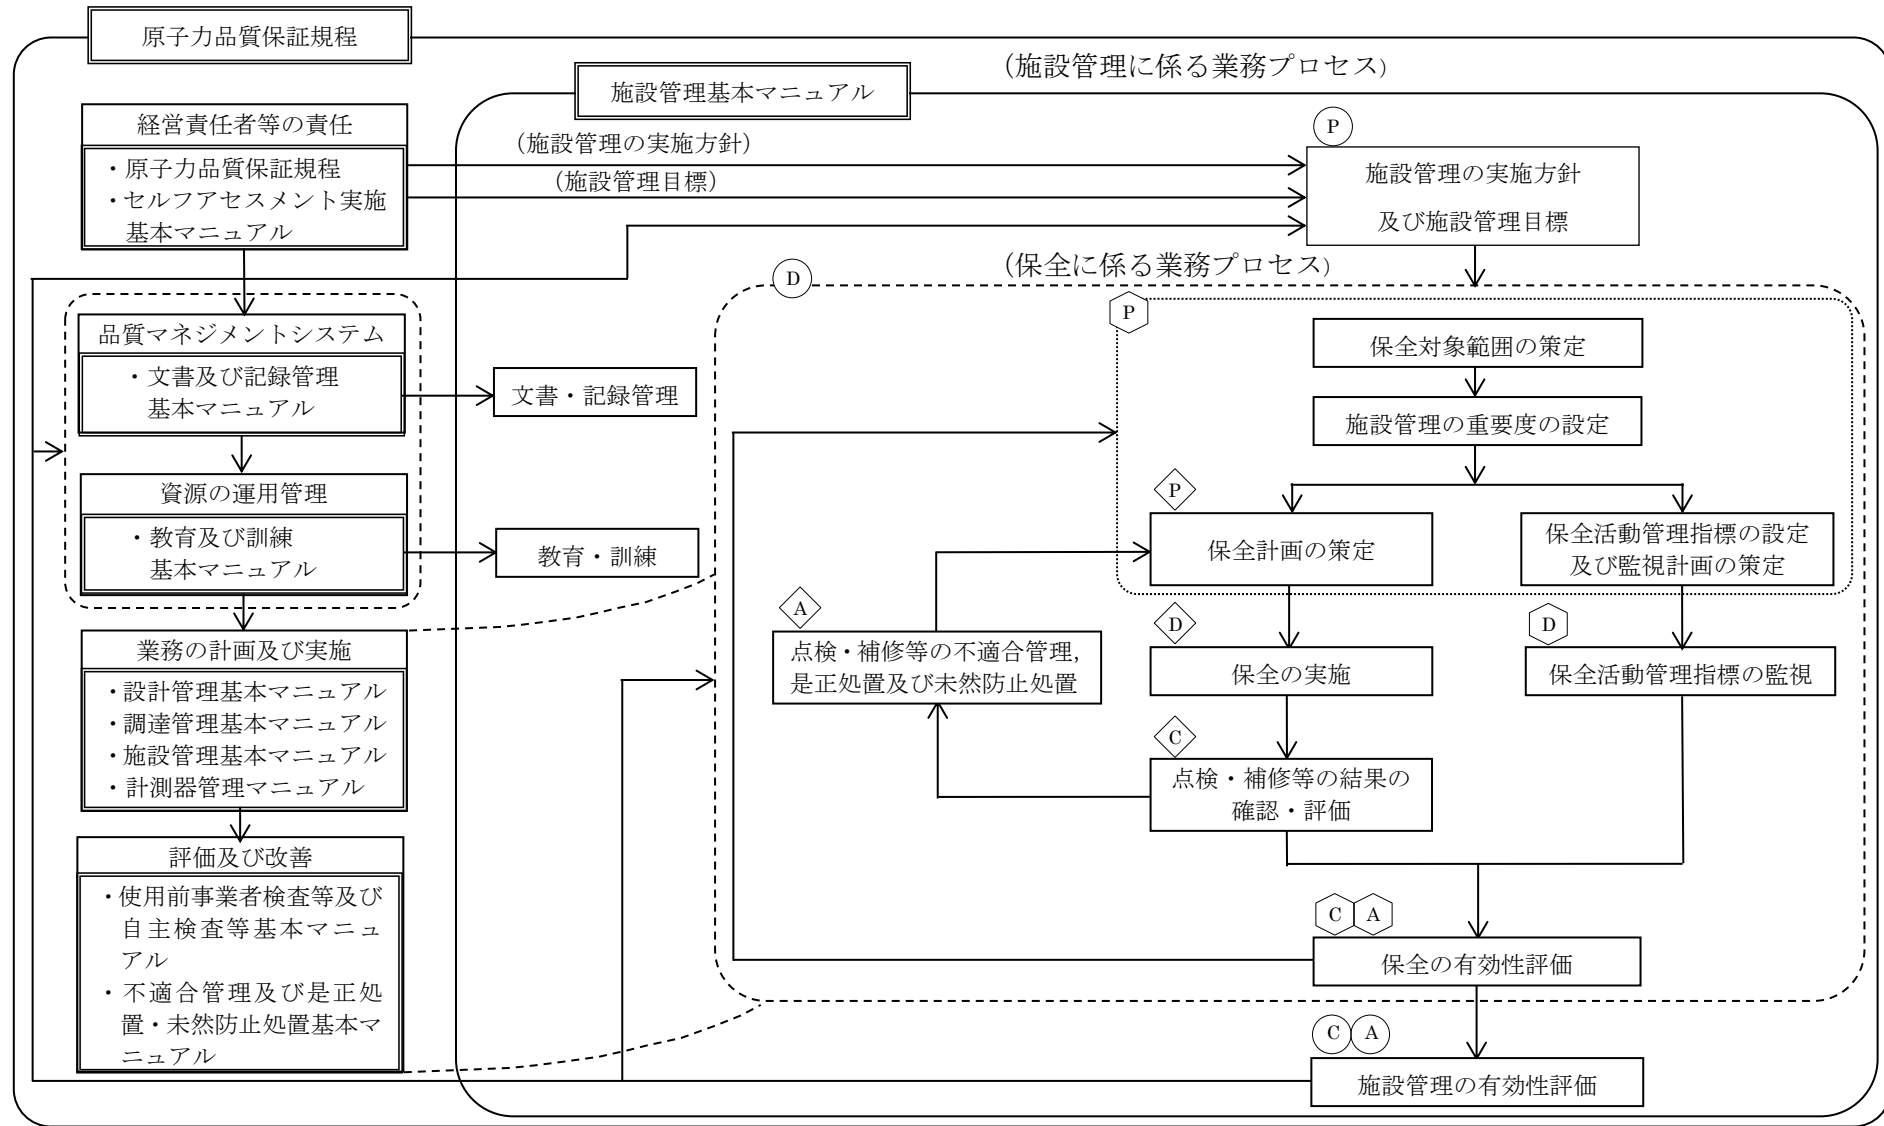 原子力品質保証規程
(施設管理に係る業務プロセス)
施設管理基本マニュアル
経営責任者等の責任
・原子力品質保証規程
・セルフアセスメント実施
基本マニュアル
(施設管理の実施方針)
(施設管理目標)
P
施設管理の実施方針
及び施設管理目標
(保全に係る業務プロセス)
D
P
品質マネジメントシステム
・文書及び記録管理
基本マニュアル
文書・記録管理
資源の運用管理
・教育及び訓練
基本マニュアル
教育・訓練
業務の計画及び実施
・設計管理基本マニュアル
・調達管理基本マニュアル
・施設管理基本マニュアル
・計測器管理マニュアル
評価及び改善
・使用前事業者検査等及び
自主検査等基本マニュ
アル
・不適合管理及び是正処
置・未然防止処置基本マ
ニュアル
保全対象範囲の策定
施設管理の重要度の設定
P
保全計画の策定
保全活動管理指標の設定
及び監視計画の策定
A
点検・補修等の不適合管理,
是正処置及び未然防止処置
D
保全の実施
D
保全活動管理指標の監視
C
点検・補修等の結果の
確認・評価
C A
保全の有効性評価
C A
施設管理の有効性評価